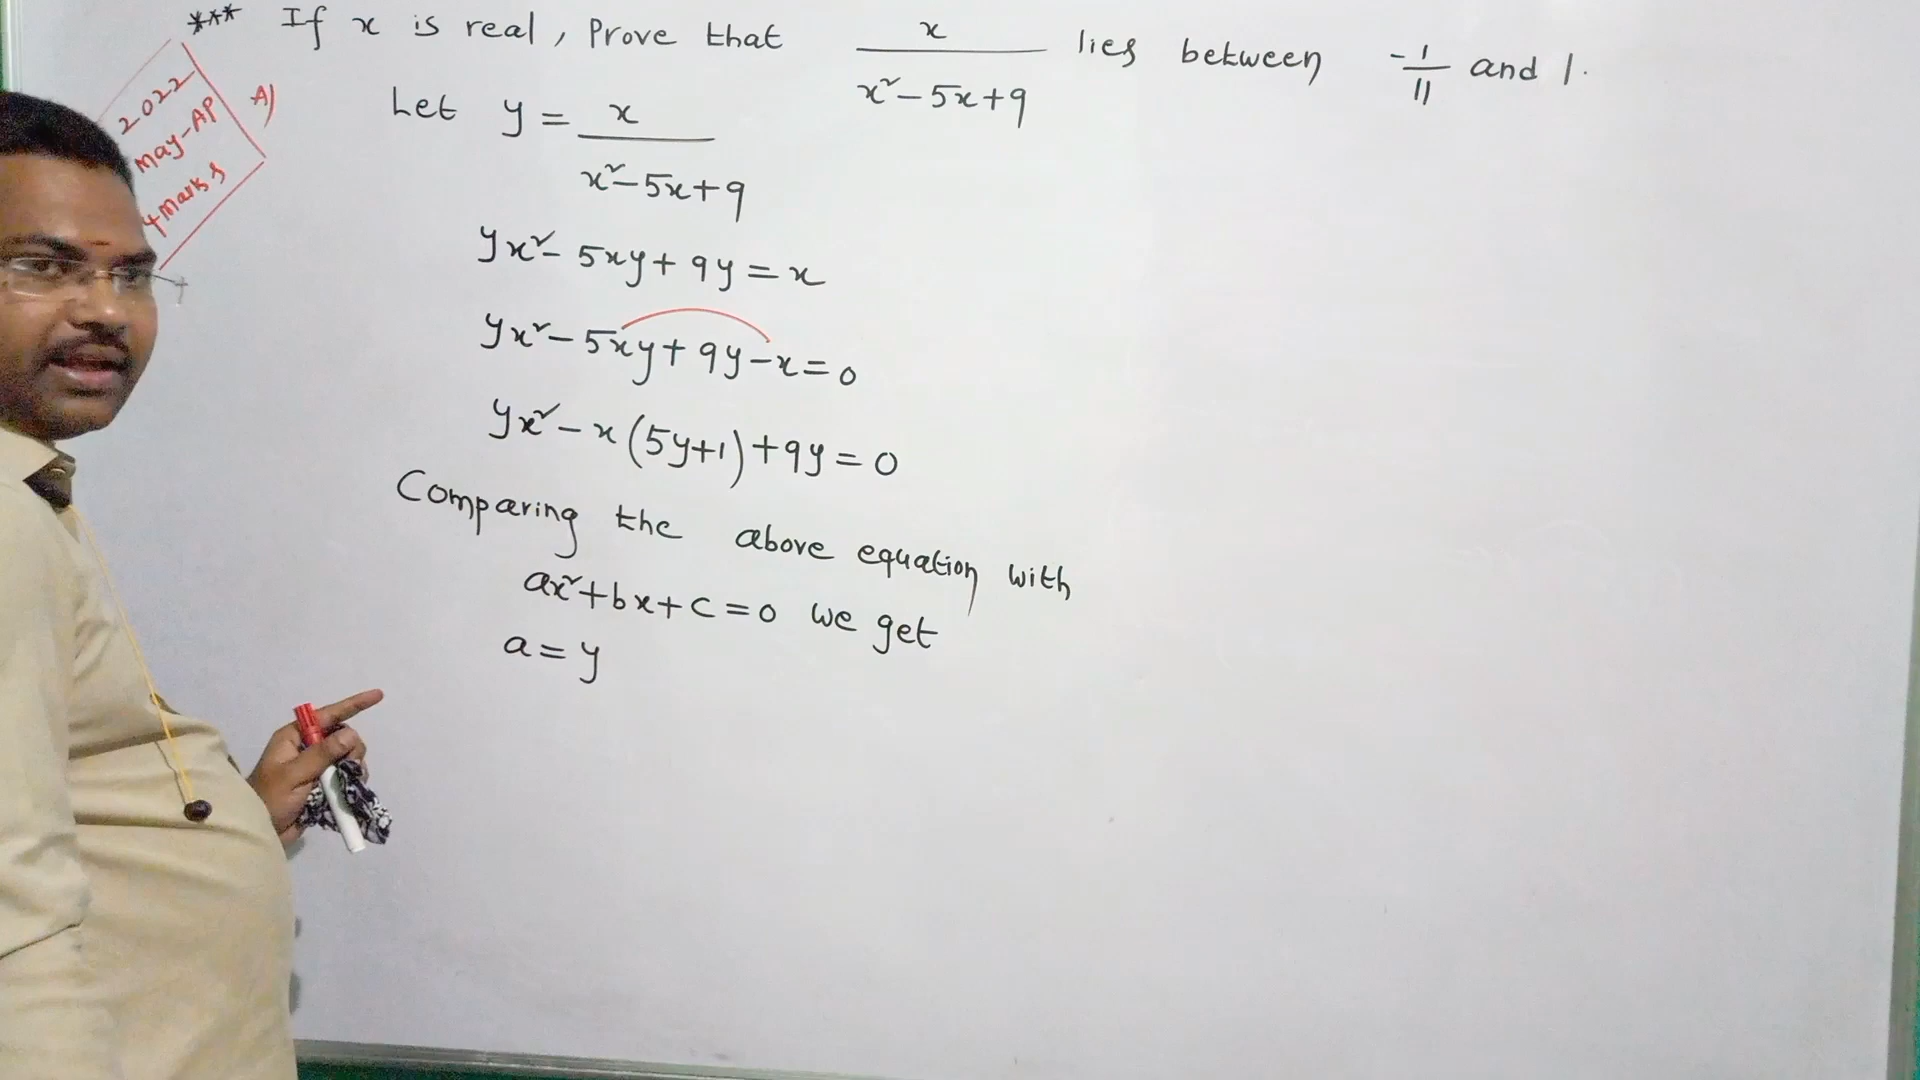 *** If x is real, Prove that x/(x²-5x+9) lies between -1/11 and 1.
2022
May-AP
4 Marks
A)
Let y = x/(x²-5x+9)
yx²- 5xy+ 9y = x
yx²- 5xy+ 9y-x=0
yx²- x(5y+1)+9y = 0
Comparing the above equation with
ax²+bx+c=0 we get
a=y